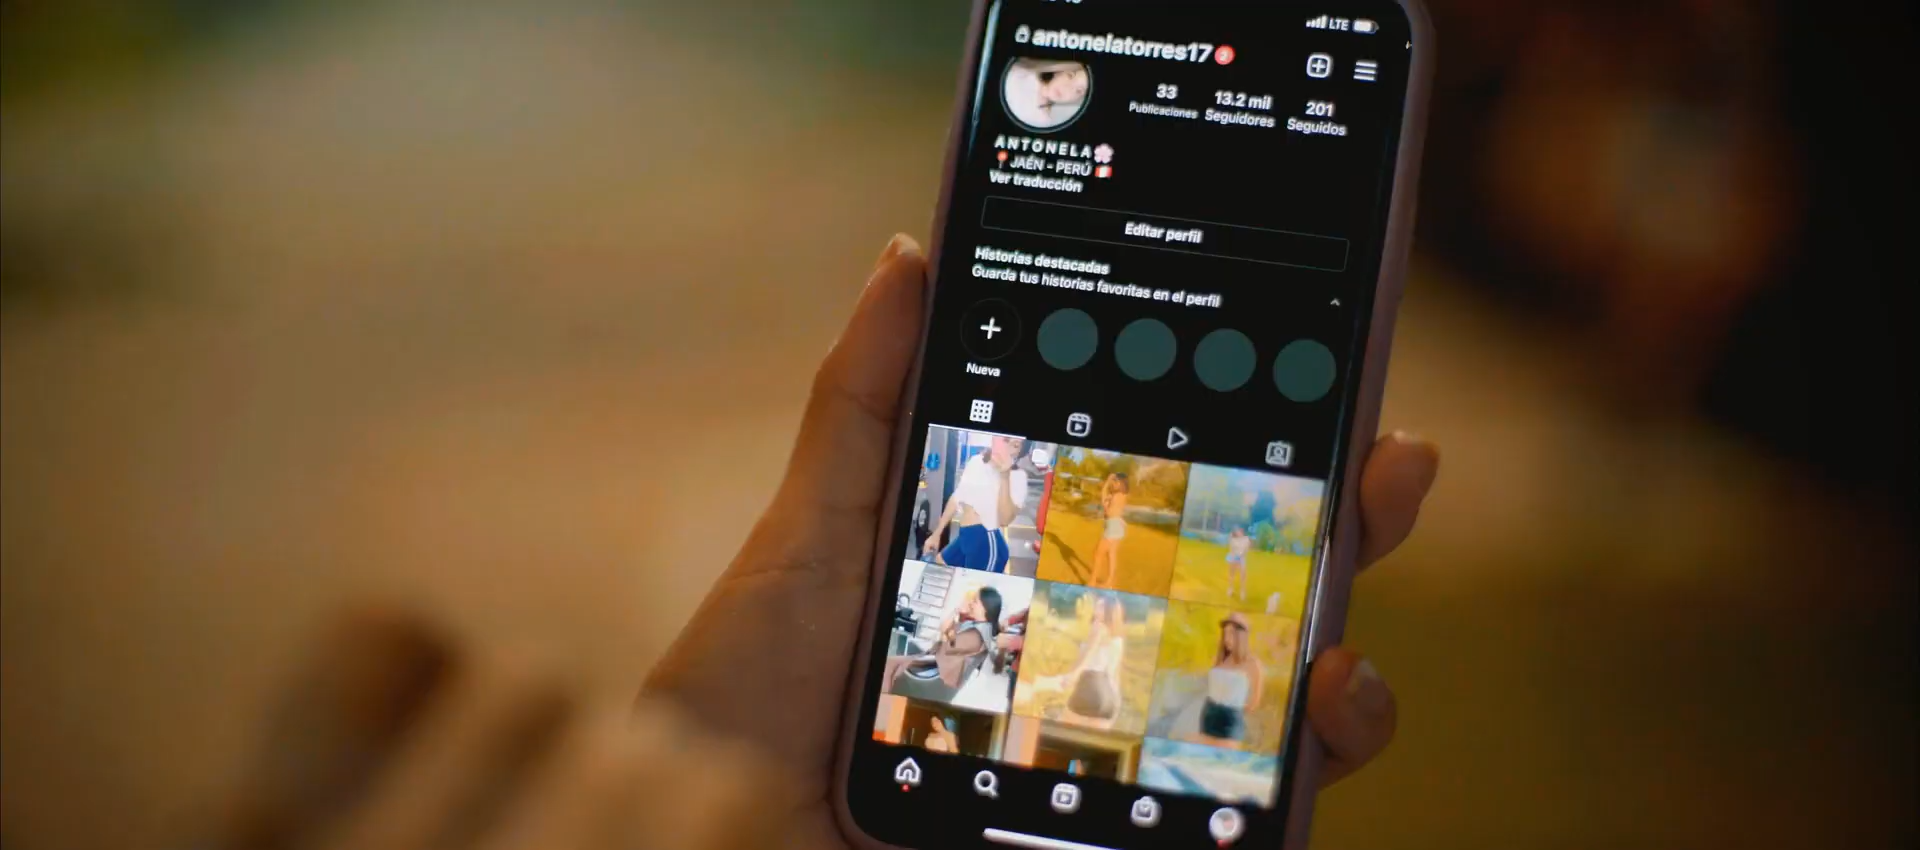 LTE
antonelatorres17 2
33 13.2 mil 201
Publicaciones Seguidores Seguidos
ANTONELA
JAÉN - PERÚ
Ver traducción
Editar perfil
Historias destacadas
Guarda tus historias favoritas en el perfil
Nueva